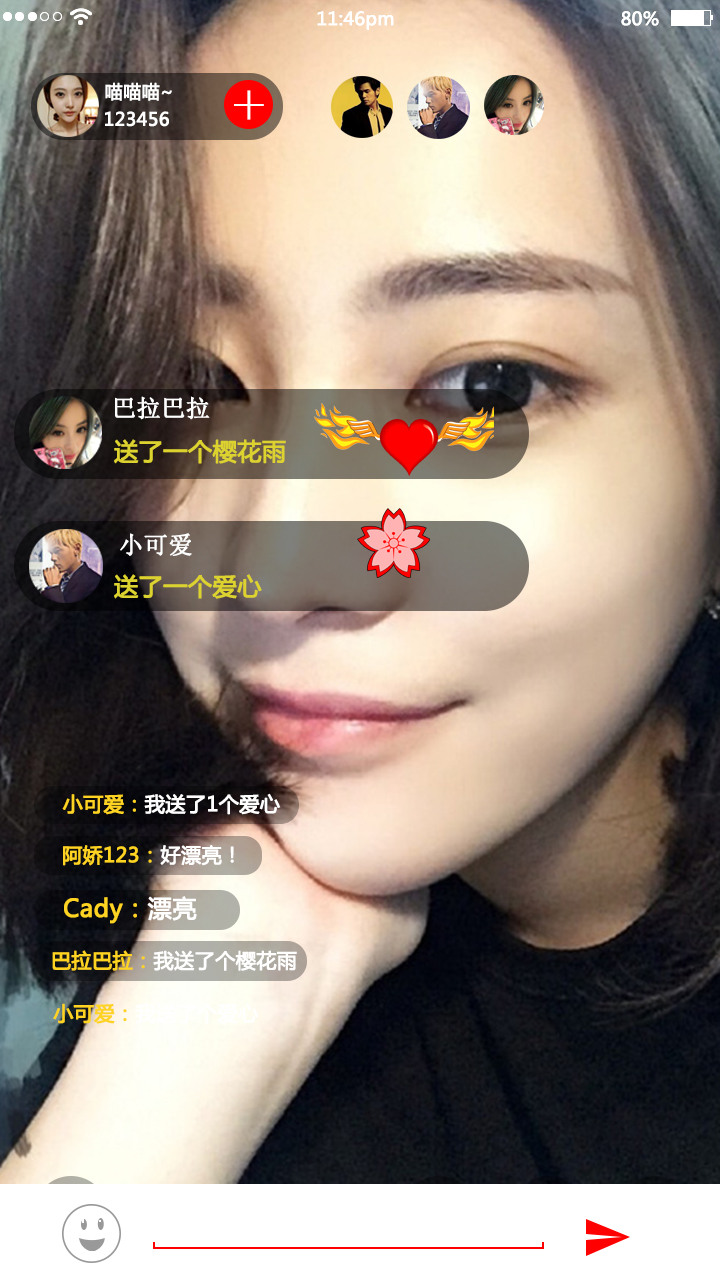 11:46pm 80%
喵喵喵~
123456
巴拉巴拉
送了一个樱花雨
小可爱
送了一个爱心
小可爱：我送了1个爱心
阿娇123：好漂亮！
Cady：漂亮
巴拉巴拉：我送了个樱花雨
小可爱：